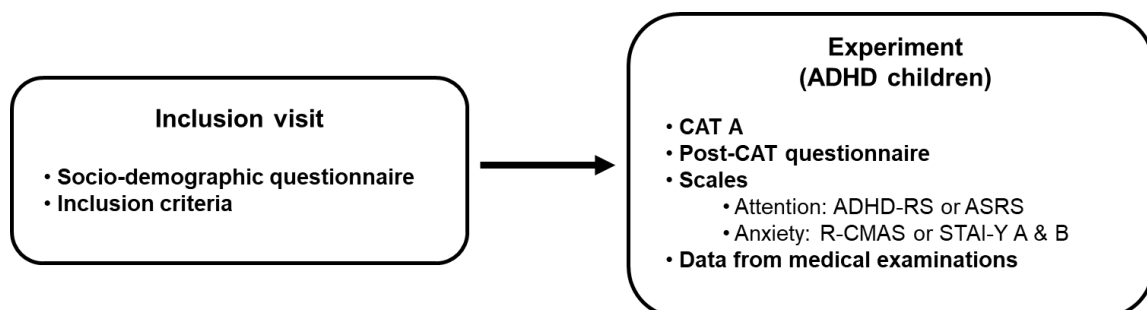 Inclusion visit
• Socio-demographic questionnaire
• Inclusion criteria
Experiment
(ADHD children)
• CAT A
• Post-CAT questionnaire
• Scales
• Attention: ADHD-RS or ASRS
• Anxiety: R-CMAS or STAI-Y A & B
• Data from medical examinations